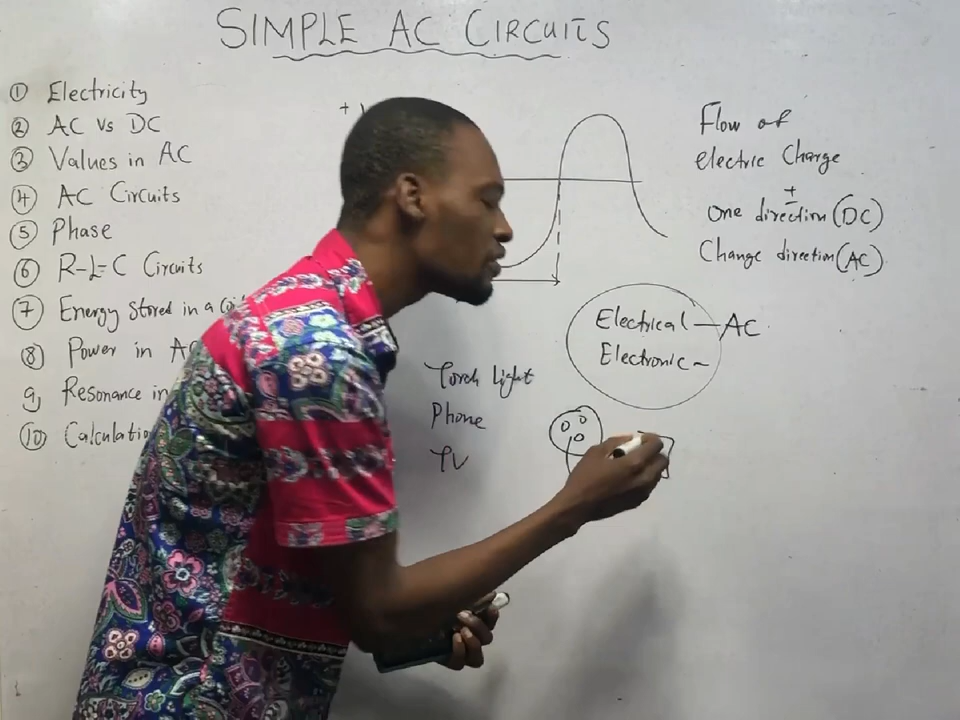 SIMPLE AC CIRCUITS
① Electricity
② AC Vs DC
③ Values in AC
④ AC Circuits
⑤ Phase
⑥ R-L-C Circuits
⑦ Energy Stored in a
⑧ Power in
9, Resonance in
⑩
+
Flow of
electric Charge
+
One direction (DC)
Change direction (AC)
Electrical — AC
Electronic -
Torch Light
Phone
TV